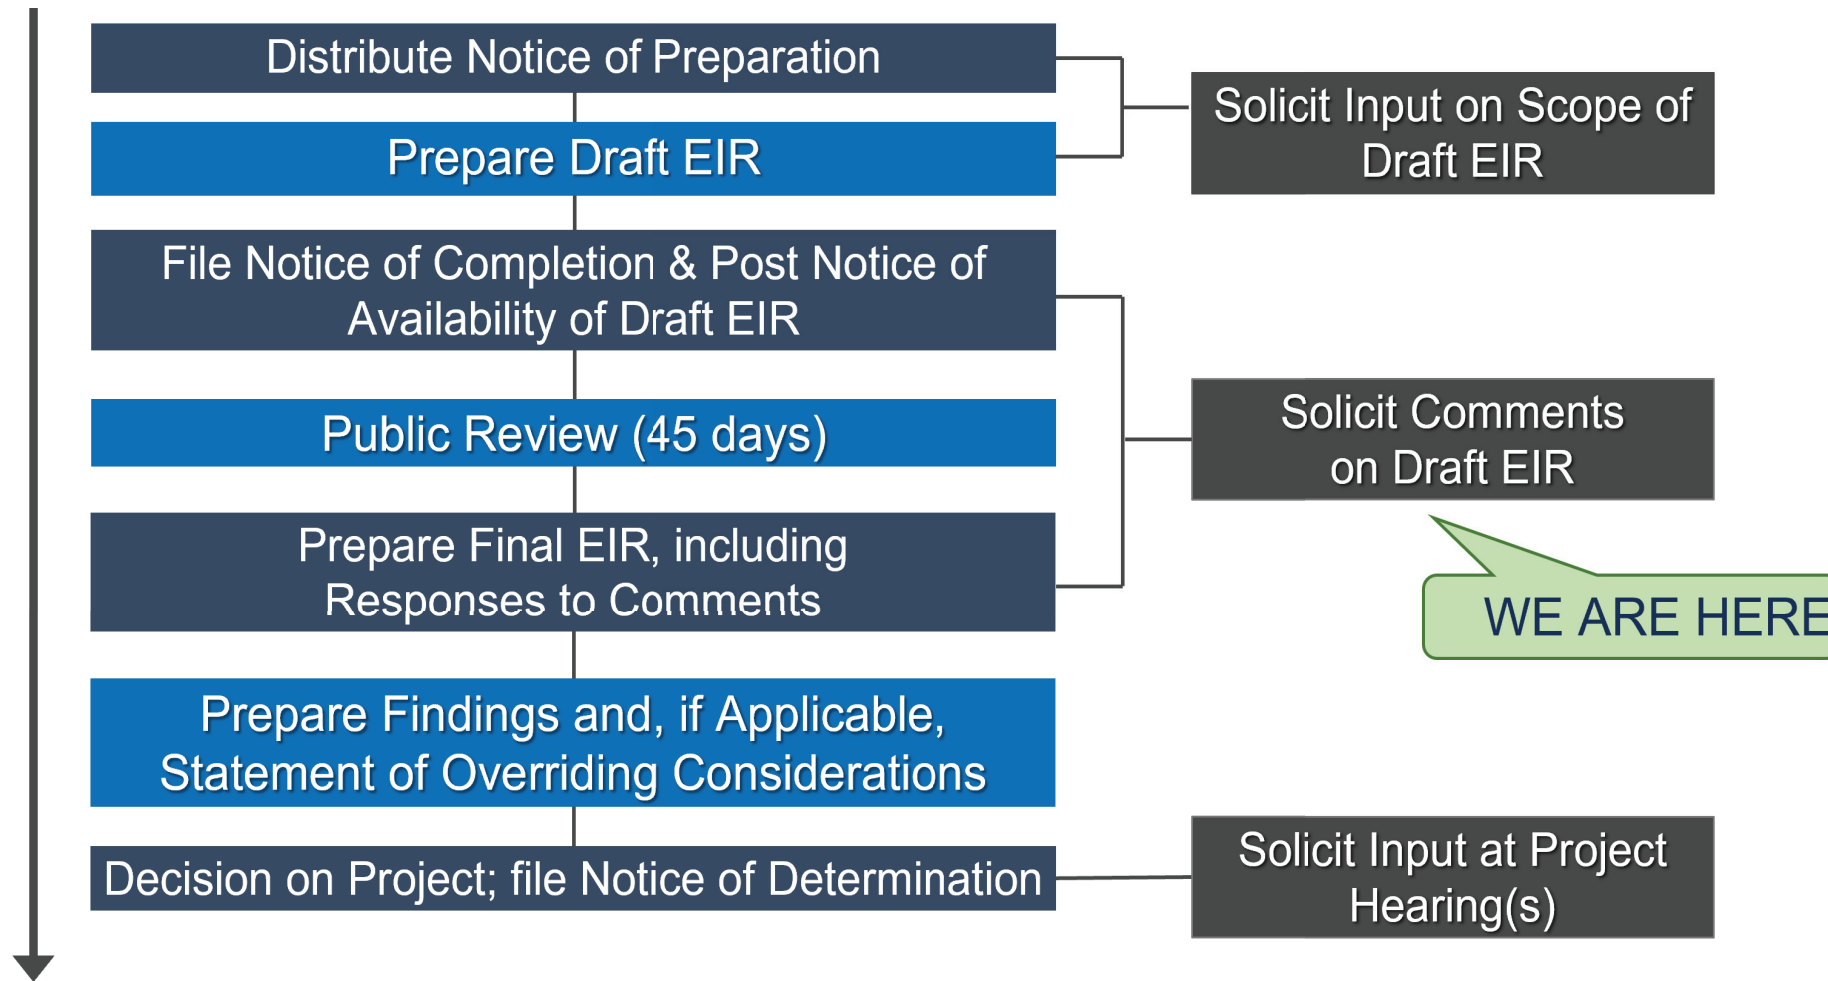 Distribute Notice of Preparation
Prepare Draft EIR
Solicit Input on Scope of
Draft EIR
File Notice of Completion & Post Notice of
Availability of Draft EIR
Public Review (45 days)
Solicit Comments
on Draft EIR
Prepare Final EIR, including
Responses to Comments
WE ARE HERE
Prepare Findings and, if Applicable,
Statement of Overriding Considerations
Decision on Project; file Notice of Determination
Solicit Input at Project
Hearing(s)